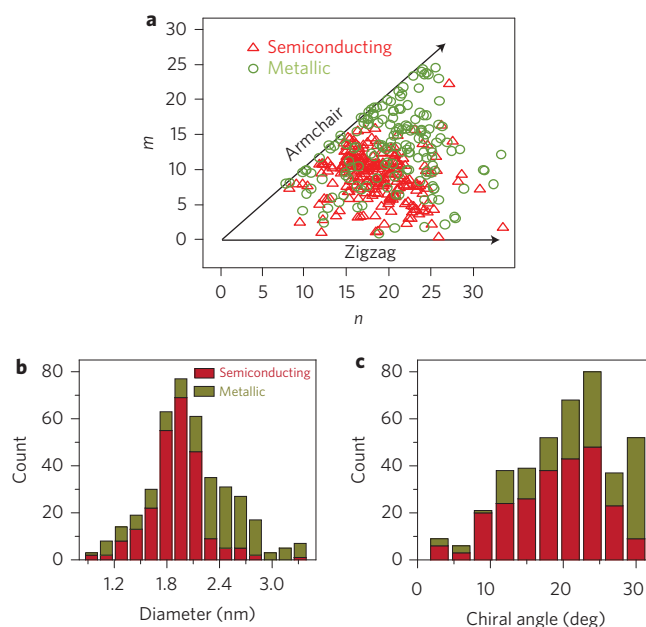 a
30
25
20
15
10
5
0
m
Semiconducting
Metallic
Armchair
Zigzag
0 5 10 15 20 25 30
n
b
80
60
40
20
0
Count
Semiconducting
Metallic
1.2 1.8 2.4 3.0
Diameter (nm)
c
80
60
40
20
0
Count
0 10 20 30
Chiral angle (deg)